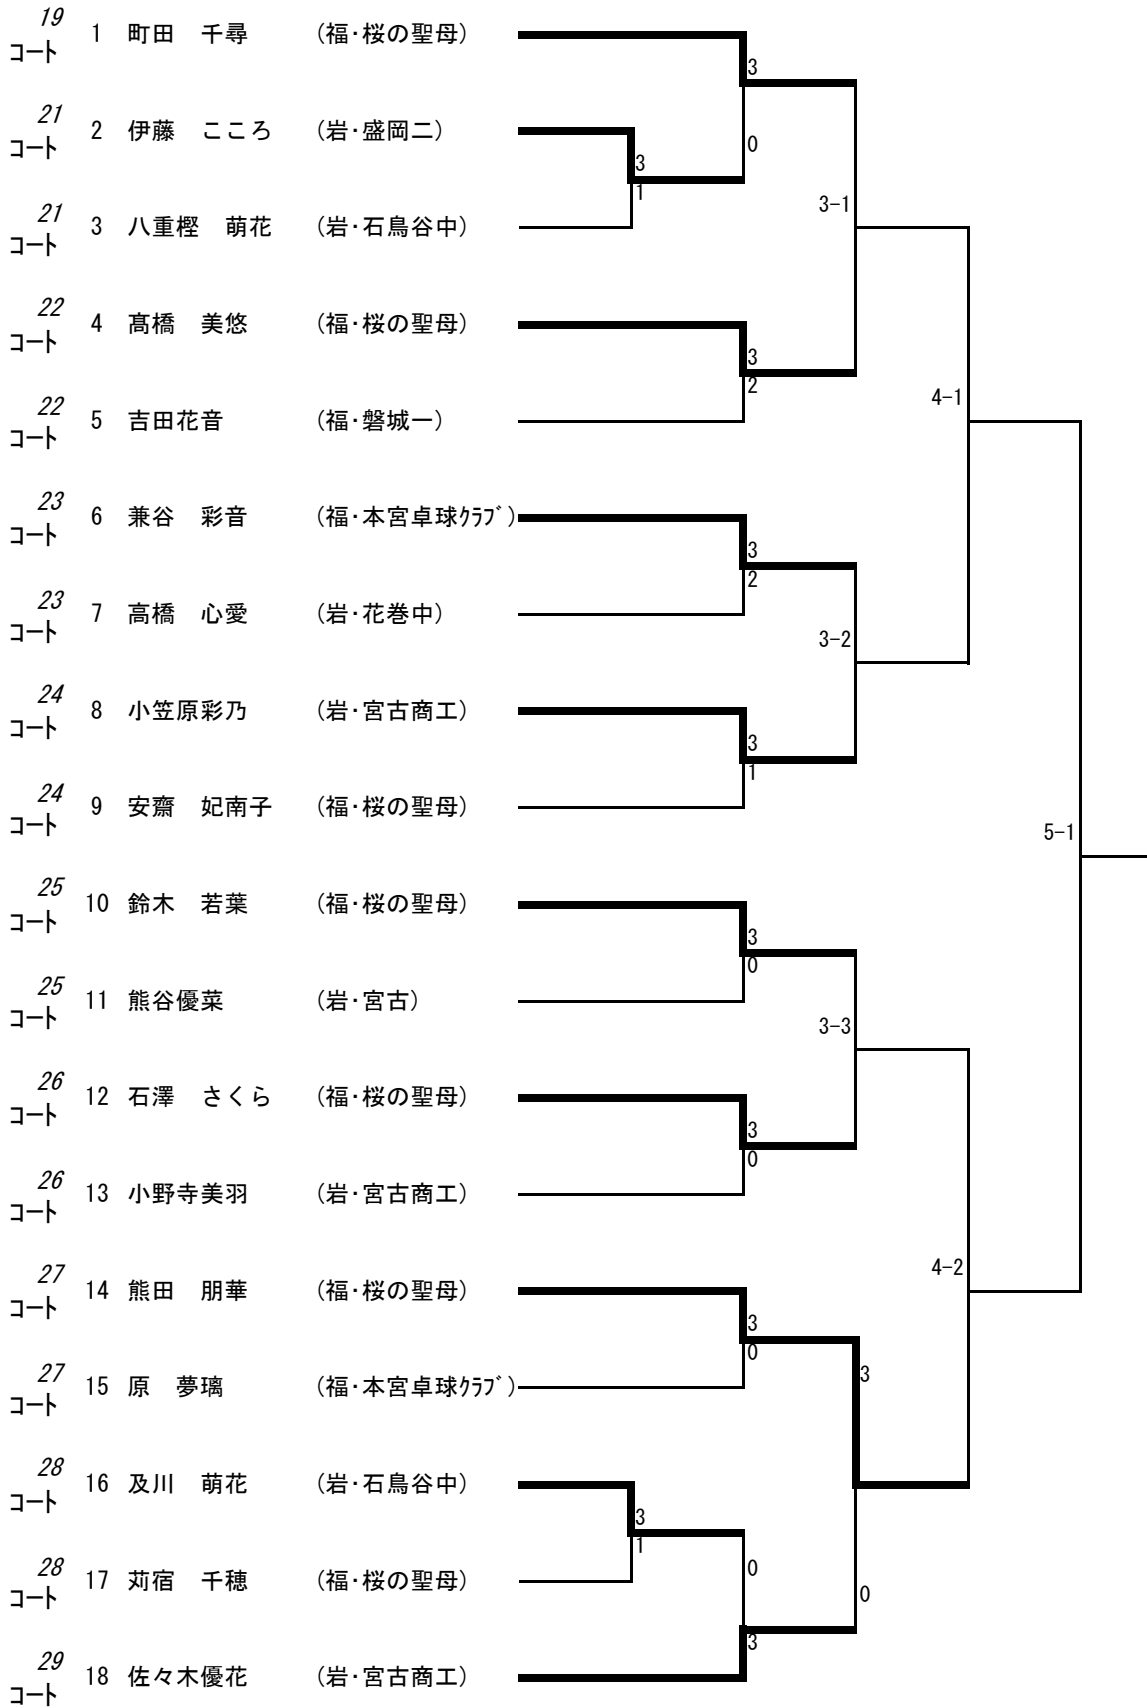 19
コート 1 町田　千尋 (福･桜の聖母)
3
21
コート 2 伊藤　こころ (岩･盛岡二)
0
3
1
21
コート 3 八重樫　萌花 (岩･石鳥谷中)
3-1
22
コート 4 髙橋　美悠 (福･桜の聖母)
3
2
4-1
22
コート 5 吉田花音 (福･磐城一)
23
コート 6 兼谷　彩音 (福･本宮卓球ｸﾗﾌﾞ)
3
2
23
コート 7 高橋　心愛 (岩･花巻中)
3-2
24
コート 8 小笠原彩乃 (岩･宮古商工)
3
1
24
コート 9 安齋　妃南子 (福･桜の聖母)
5-1
25
コート 10 鈴木　若葉 (福･桜の聖母)
3
0
25
コート 11 熊谷優菜 (岩･宮古)
3-3
26
コート 12 石澤　さくら (福･桜の聖母)
3
0
26
コート 13 小野寺美羽 (岩･宮古商工)
4-2
27
コート 14 熊田　朋華 (福･桜の聖母)
3
0
27
コート 15 原　夢璃 (福･本宮卓球ｸﾗﾌﾞ)
3
28
コート 16 及川　萌花 (岩･石鳥谷中)
3
1
28
コート 17 苅宿　千穂 (福･桜の聖母)
0
0
3
29
コート 18 佐々木優花 (岩･宮古商工)